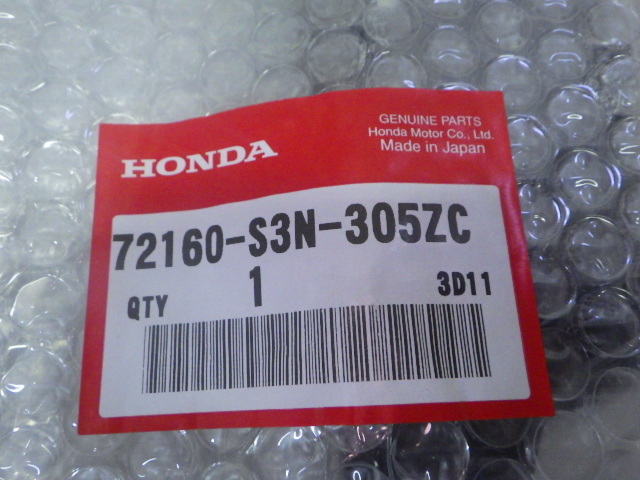 HONDA
GENUINE PARTS
Honda Motor Co., Ltd.
Made in Japan
72160-S3N-305ZC
QTY 1 3D11